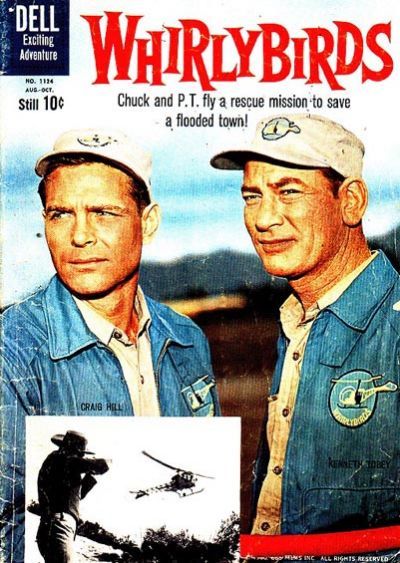 DELL
Exciting
Adventure
NO. 1124
AUG.-OCT.
Still 10¢
WHIRLYBIRDS
Chuck and P.T. fly a rescue mission to save
a flooded town!
CRAIG HILL
WHIRLYBIRDS
KENNETH TOBEY
INC. ALL RIGHTS RESERVED